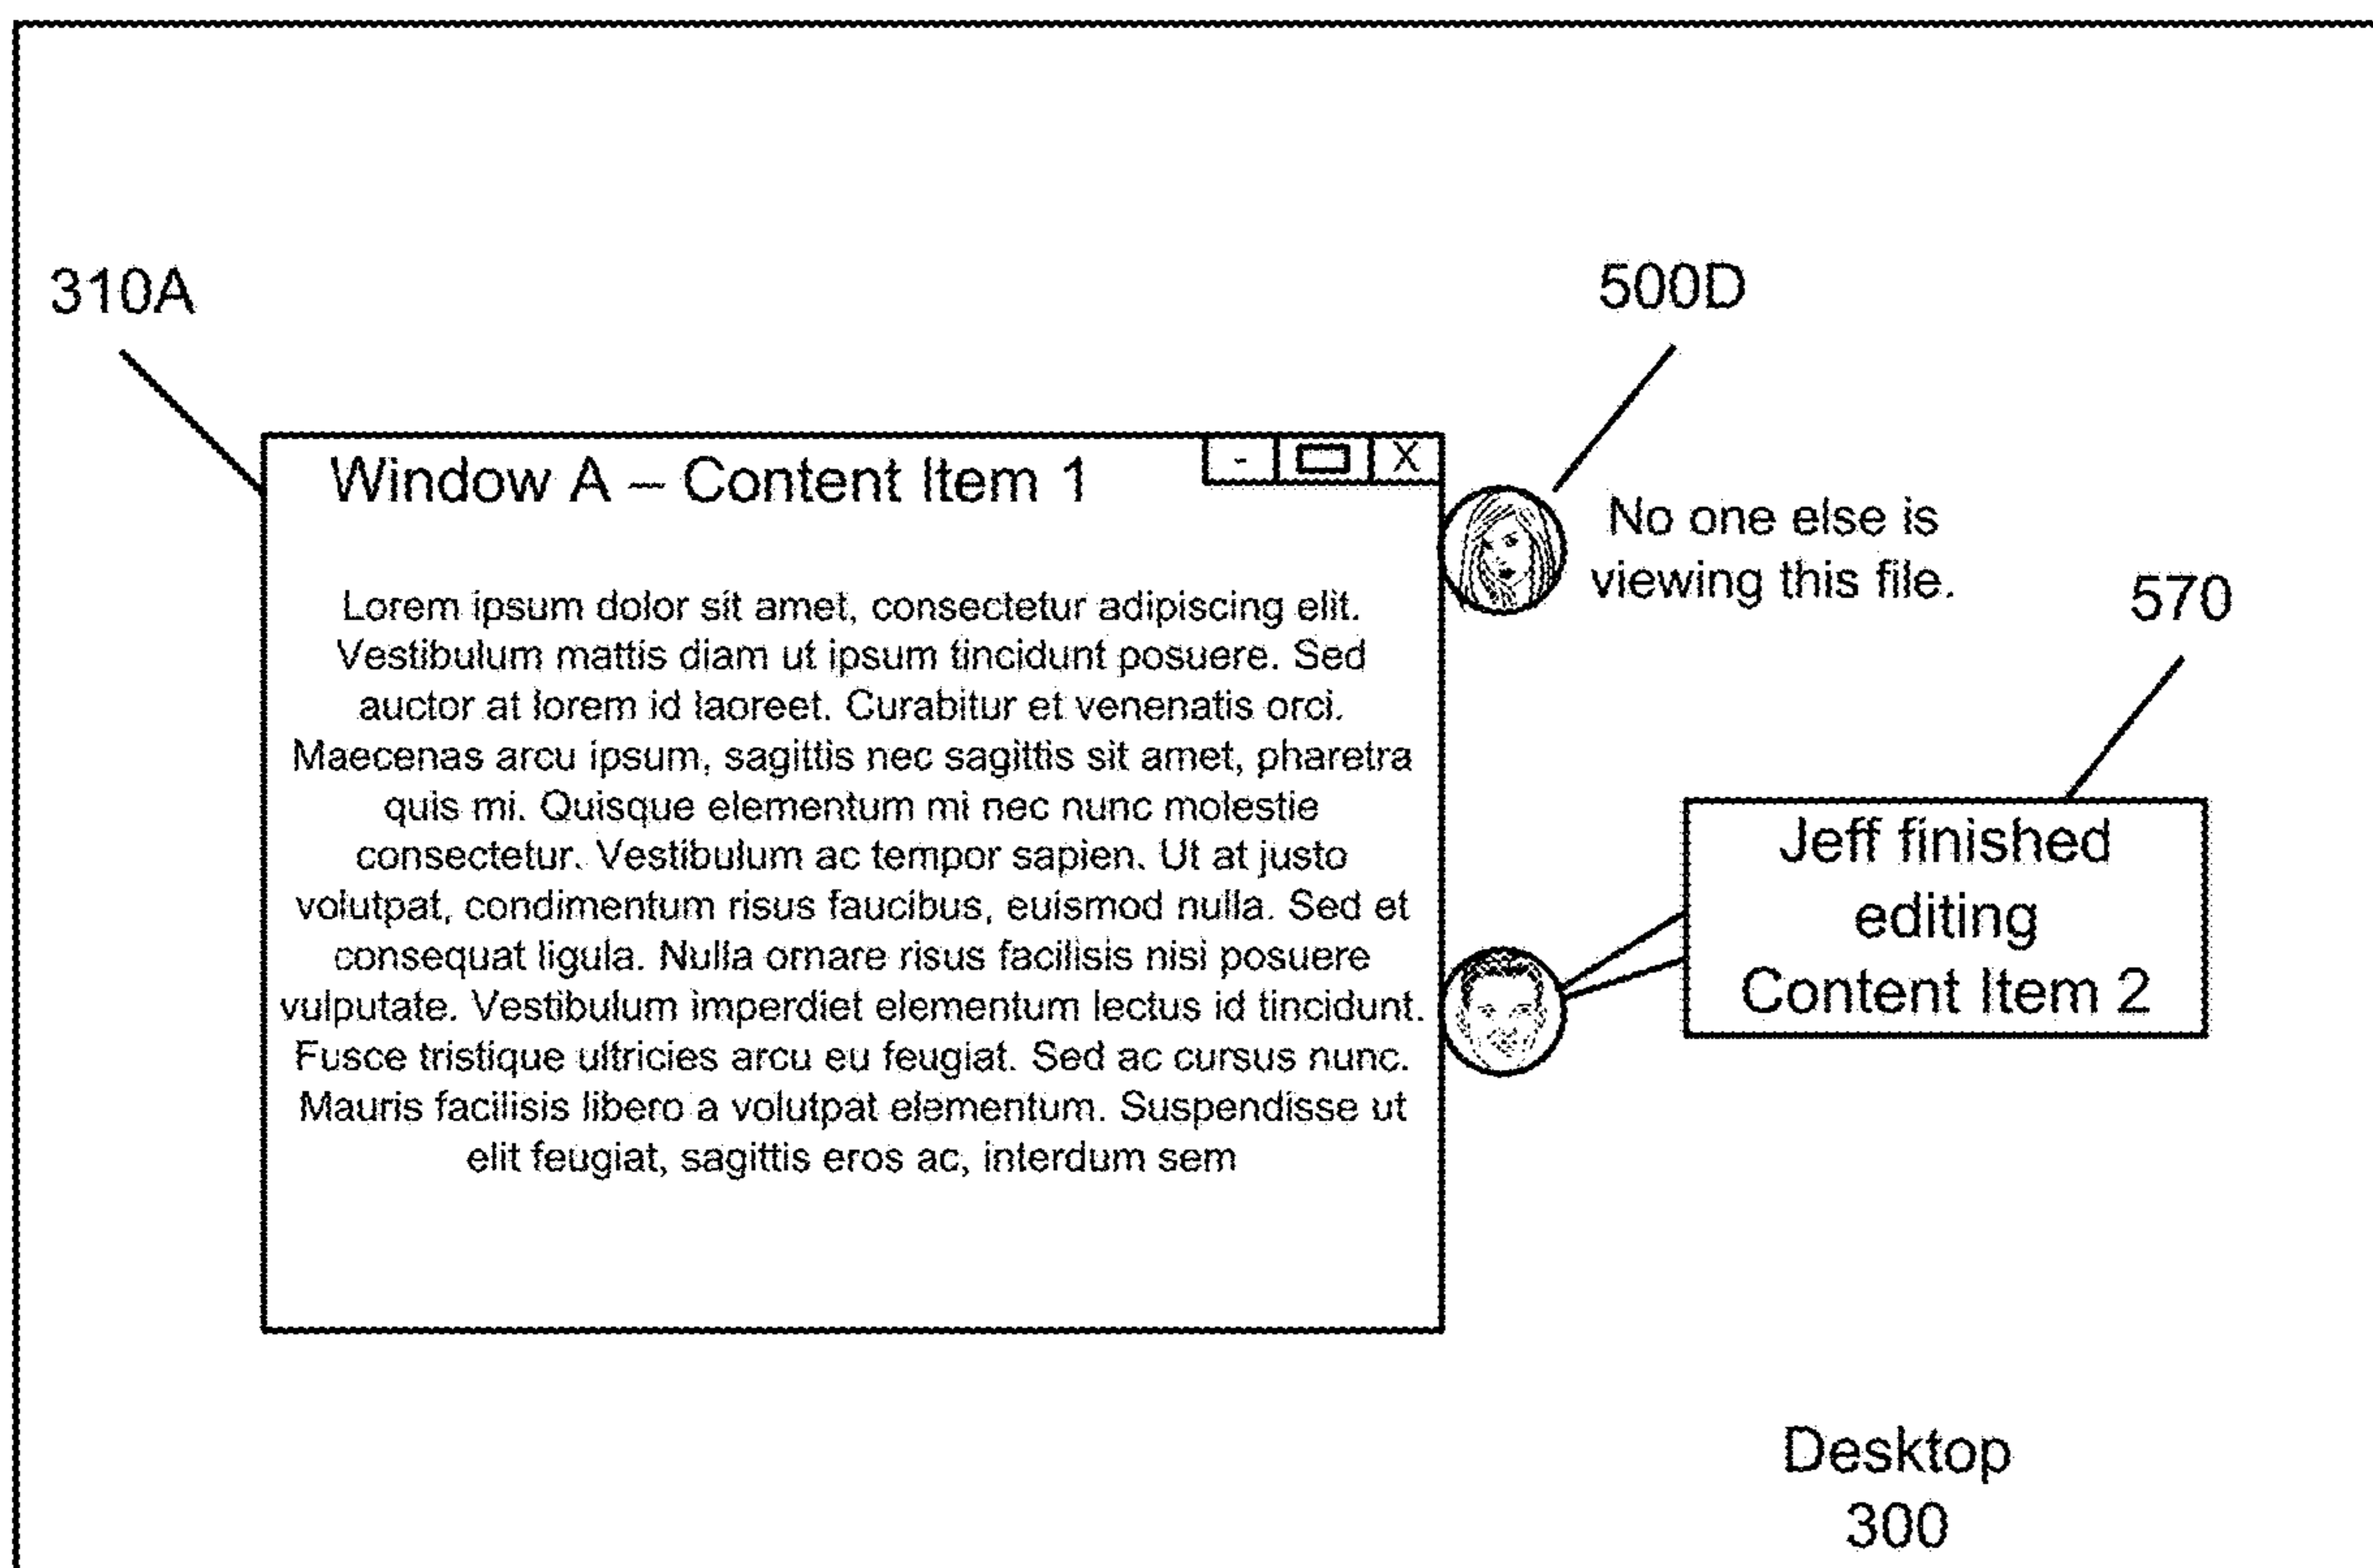 310A
500D
Window A – Content Item 1
- X
No one else is
viewing this file.
570
Lorem ipsum dolor sit amet, consectetur adipiscing elit.
Vestibulum mattis diam ut ipsum tincidunt posuere. Sed
auctor at lorem id laoreet. Curabitur et venenatis orci.
Maecenas arcu ipsum, sagittis nec sagittis sit amet, pharetra
quis mi. Quisque elementum mi nec nunc molestie
consectetur. Vestibulum ac tempor sapien. Ut at justo
volutpat, condimentum risus faucibus, euismod nulla. Sed et
consequat ligula. Nulla ornare risus facilisis nisi posuere
vulputate. Vestibulum imperdiet elementum lectus id tincidunt.
Fusce tristique ultricies arcu eu feugiat. Sed ac cursus nunc.
Mauris facilisis libero a volutpat elementum. Suspendisse ut
elit feugiat, sagittis eros ac, interdum sem
Jeff finished
editing
Content Item 2
Desktop
300